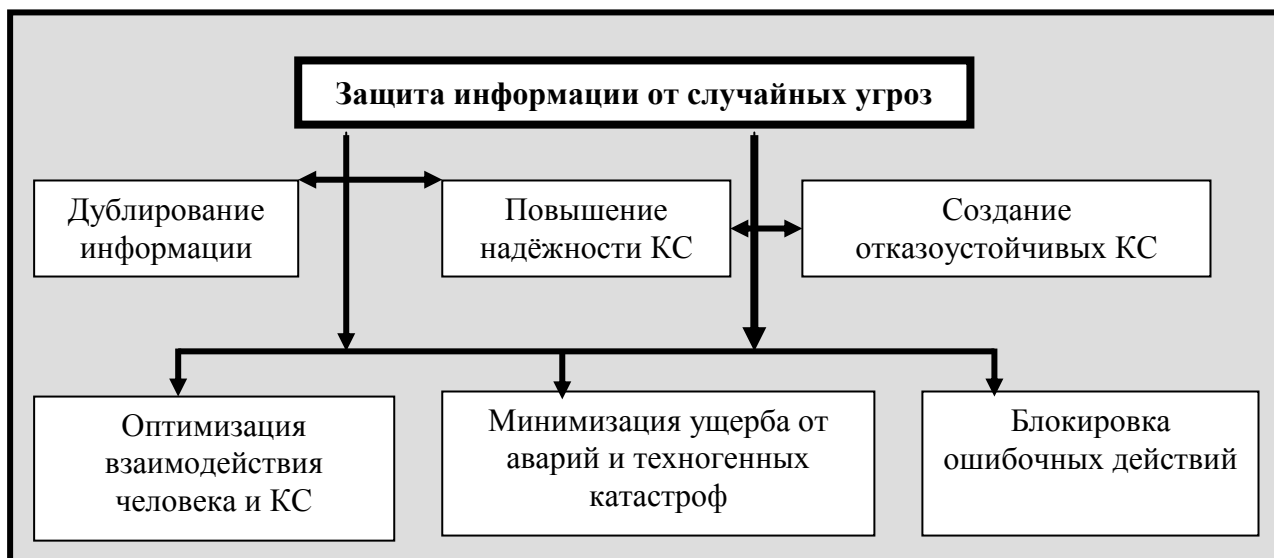 Защита информации от случайных угроз
Дублирование
информации
Повышение
надёжности КС
Создание
отказоустойчивых КС
Оптимизация
взаимодействия
человека и КС
Минимизация ущерба от
аварий и техногенных
катастроф
Блокировка
ошибочных действий